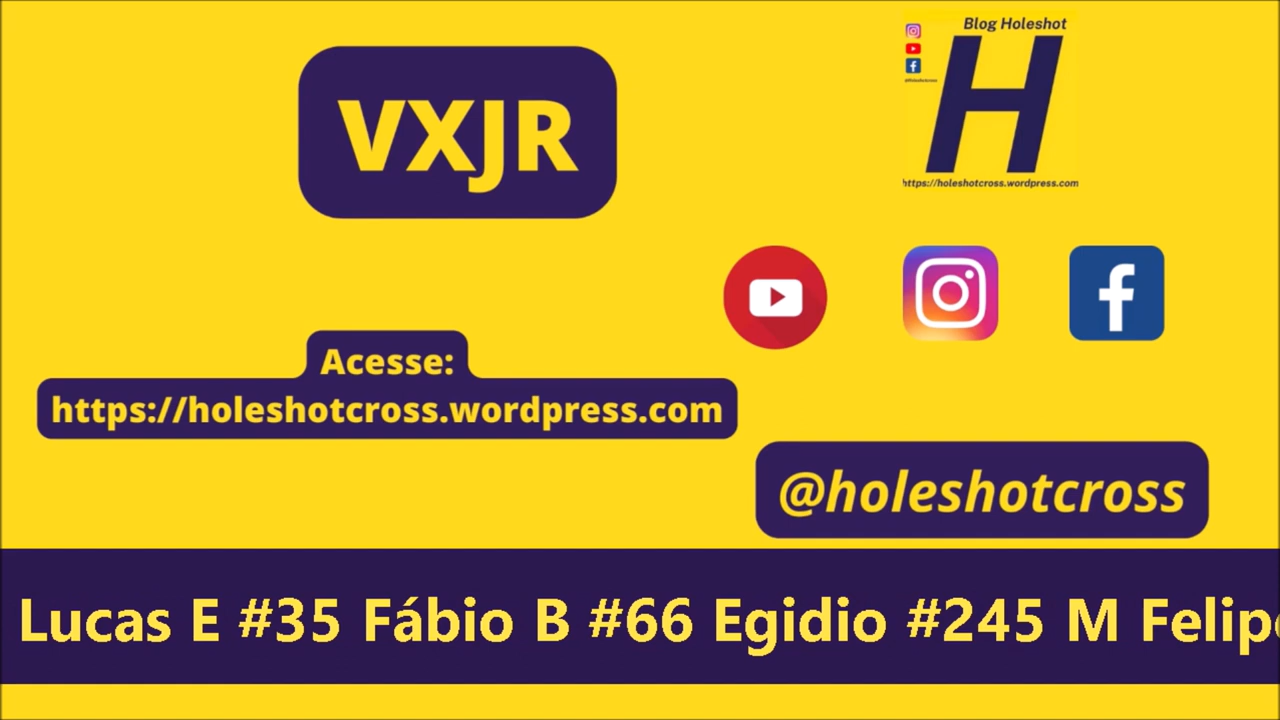 Blog Holeshot
H
https://holeshotcross.wordpress.com
VXJR
Acesse:
https://holeshotcross.wordpress.com
@holeshotcross
Lucas E #35 Fábio B #66 Egidio #245 M Felipe